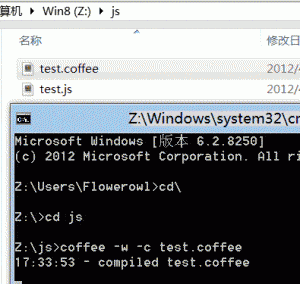 算机 ▸ Win8 (Z:) ▸ js
名称 修改日
test.coffee 2012/4
test.js 2012/4
Z:\Windows\system32\c
Microsoft Windows [版本 6.2.8250]
(c) 2012 Microsoft Corporation. All ri
Z:\Users\Flowerowl>cd\
Z:\>cd js
Z:\js>coffee -w -c test.coffee
17:33:53 - compiled test.coffee